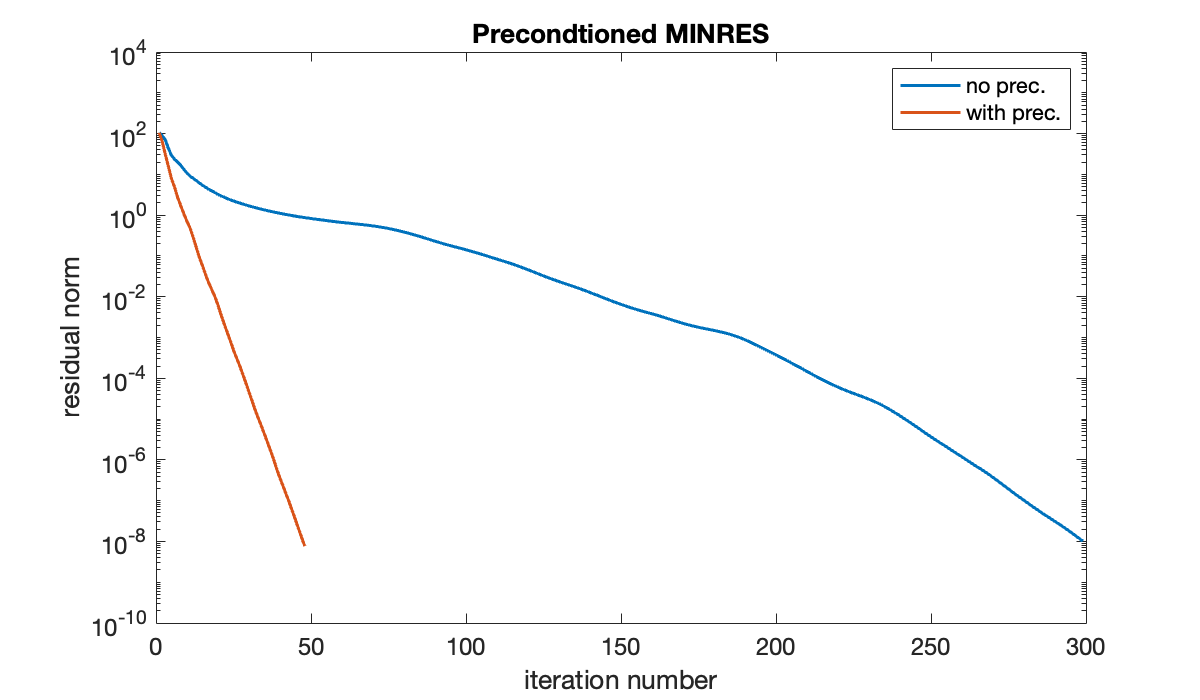 Precondtioned MINRES
no prec.
with prec.
residual norm
10^4
10^2
10^0
10^-2
10^-4
10^-6
10^-8
10^-10
0 50 100 150 200 250 300
iteration number